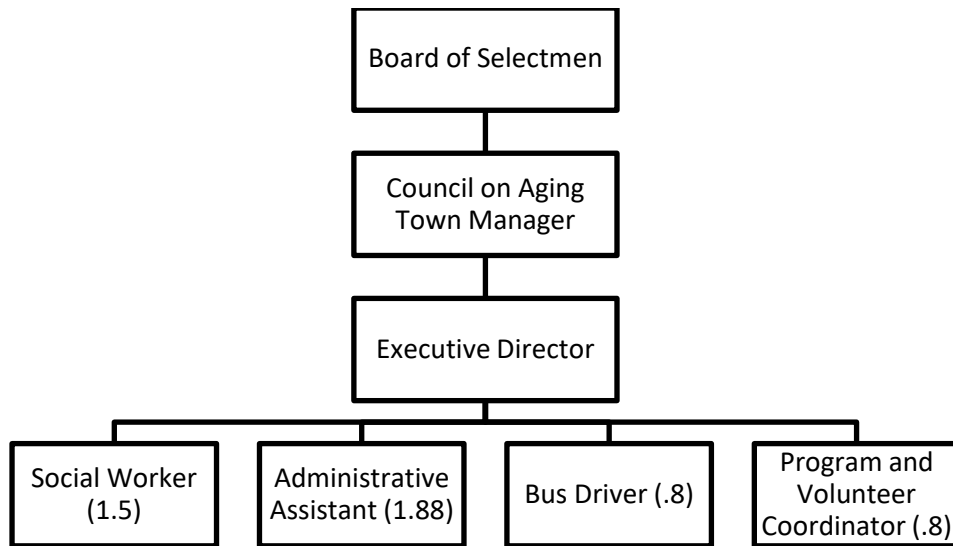 Board of Selectmen
Council on Aging
Town Manager
Executive Director
Social Worker
(1.5)
Administrative
Assistant (1.88)
Bus Driver (.8)
Program and
Volunteer
Coordinator (.8)